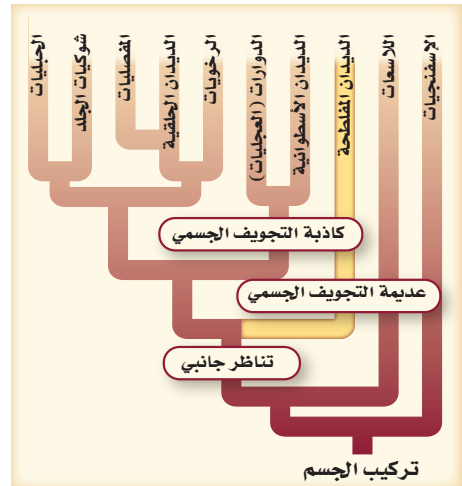 الإسفنجيات
اللاسعات
الديدان المفلطحة
الديدان الأسطوانية
الدوارات (العجليات)
الرخويات
الديدان الحلقية
المفصليات
شوكيات الجلد
الحبليات
كاذبة التجويف الجسمي
عديمة التجويف الجسمي
تناظر جانبي
تركيب الجسم